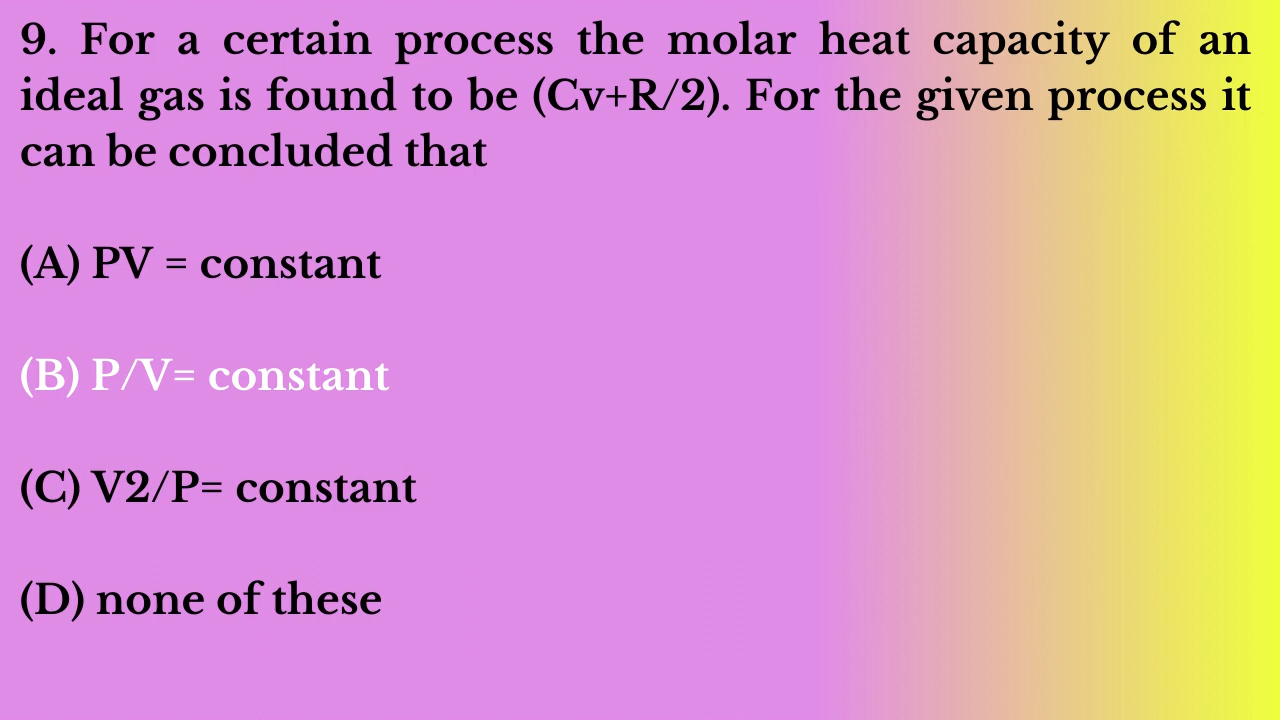 9. For a certain process the molar heat capacity of an
ideal gas is found to be (Cv+R/2). For the given process it
can be concluded that
(A) PV = constant
(B) P/V= constant
(C) V2/P= constant
(D) none of these